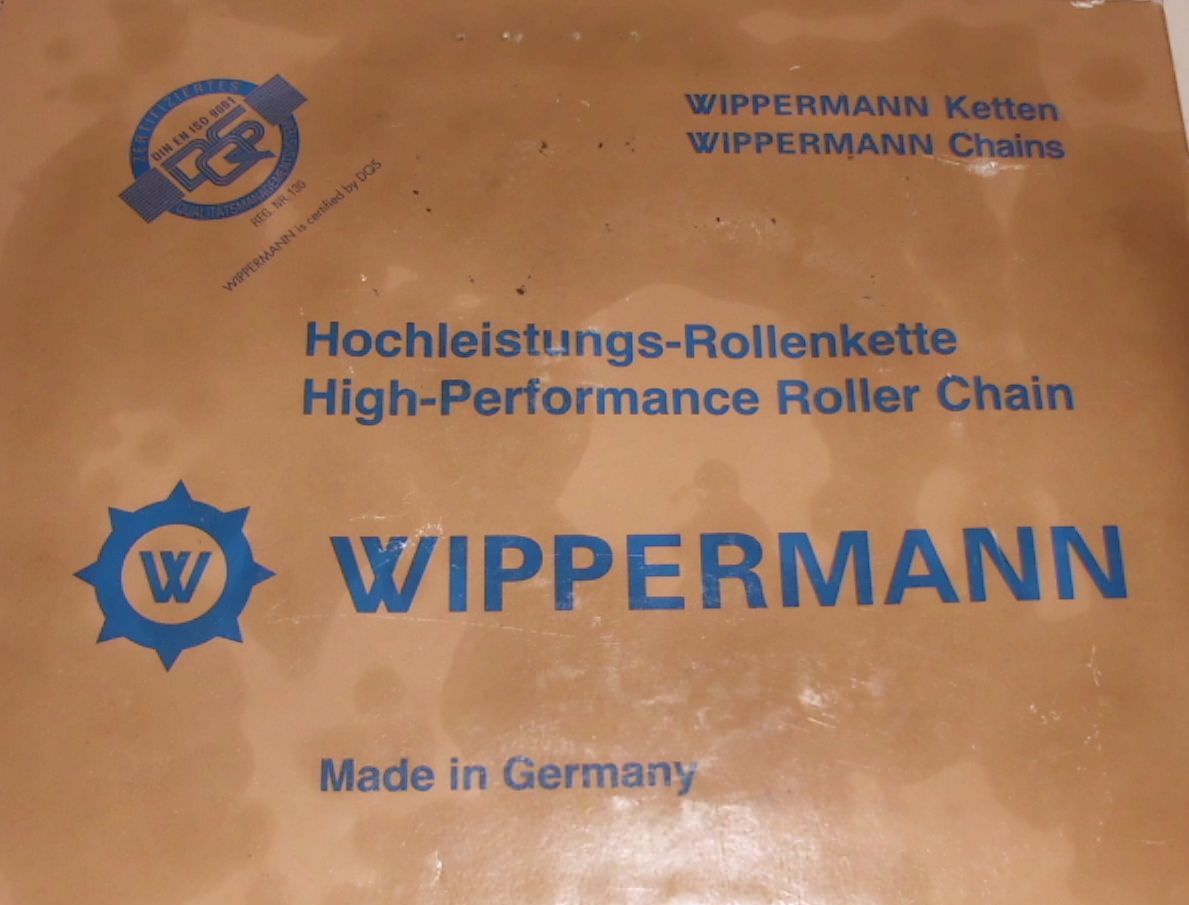 ZERTIFIZIERTES
DIN EN ISO 9001
DQS
QUALITÄTSMANAGEMENTSYSTEM
REG. NR. 130
WIPPERMANN is certified by DQS
WIPPERMANN Ketten
WIPPERMANN Chains
Hochleistungs-Rollenkette
High-Performance Roller Chain
W
WIPPERMANN
Made in Germany